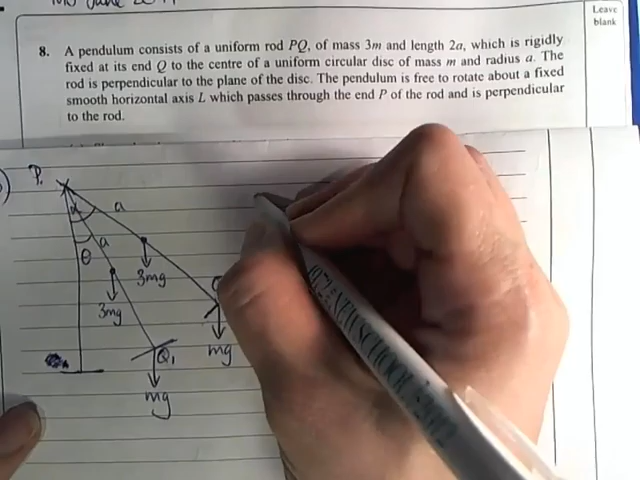 Leave
blank
8. A pendulum consists of a uniform rod PQ, of mass 3m and length 2a, which is rigidly
fixed at its end Q to the centre of a uniform circular disc of mass m and radius a. The
rod is perpendicular to the plane of the disc. The pendulum is free to rotate about a fixed
smooth horizontal axis L which passes through the end P of the rod and is perpendicular
to the rod.
P.
α
a
a
θ
3mg
3mg
Q,
mg
mg